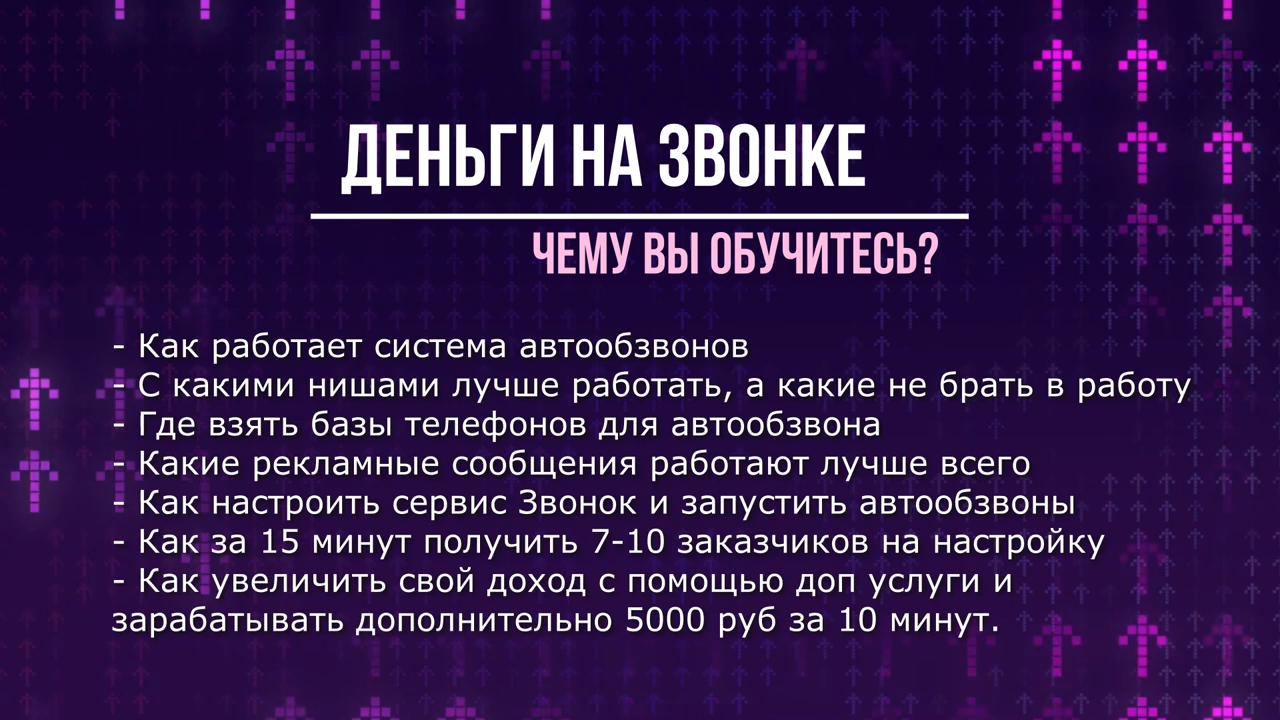 ДЕНЬГИ НА ЗВОНКЕ
ЧЕМУ ВЫ ОБУЧИТЕСЬ?
- Как работает система автообзвонов
- С какими нишами лучше работать, а какие не брать в работу
- Где взять базы телефонов для автообзвона
- Какие рекламные сообщения работают лучше всего
- Как настроить сервис Звонок и запустить автообзвоны
- Как за 15 минут получить 7-10 заказчиков на настройку
- Как увеличить свой доход с помощью доп услуги и
зарабатывать дополнительно 5000 руб за 10 минут.